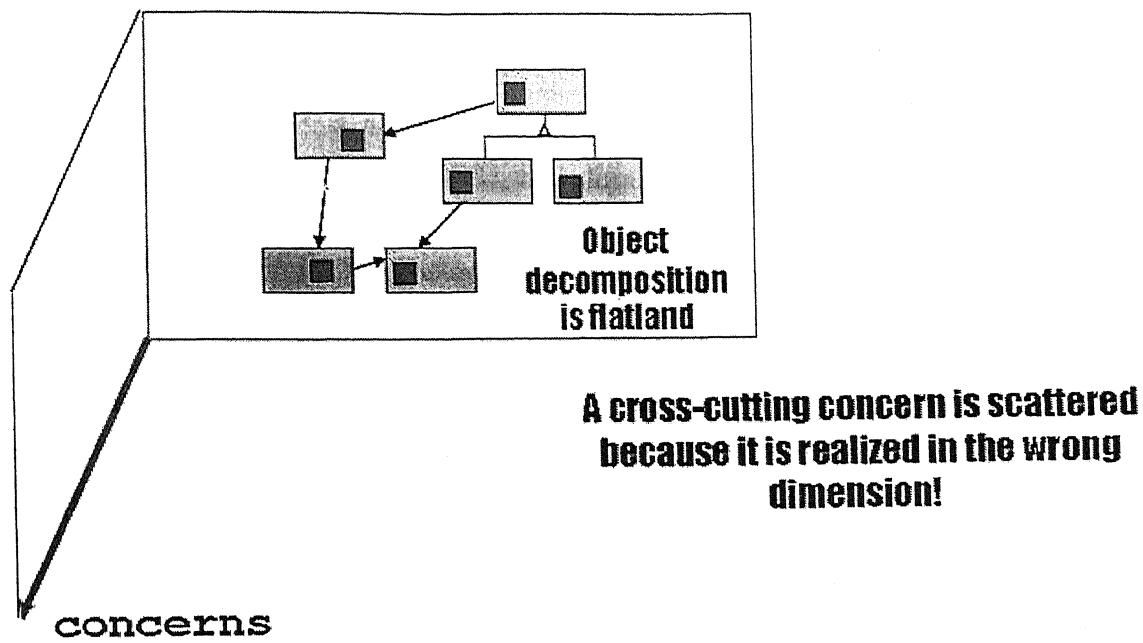 Object
decomposition
is flatland
A cross-cutting concern is scattered
because it is realized in the wrong
dimension!
concerns